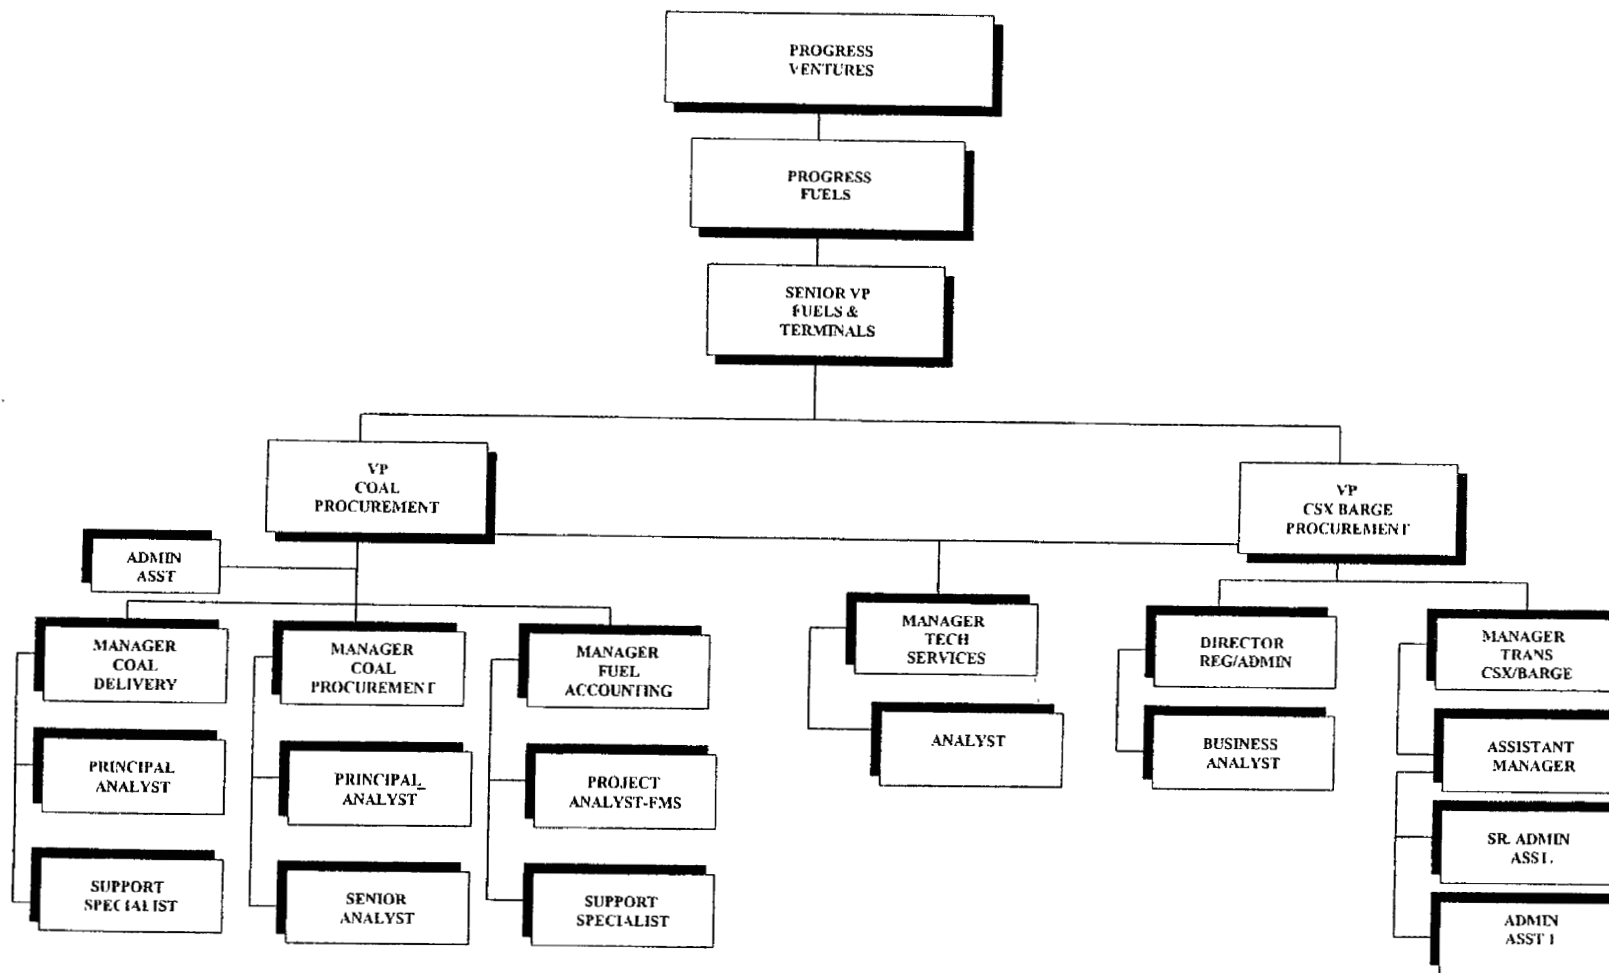 PROGRESS
VENTURES
PROGRESS
FUELS
SENIOR VP
FUELS &
TERMINALS
VP
COAL
PROCUREMENT
VP
CSX BARGE
PROCUREMENT
ADMIN
ASST
MANAGER
COAL
DELIVERY
MANAGER
COAL
PROCUREMENT
MANAGER
FUEL
ACCOUNTING
MANAGER
TECH
SERVICES
DIRECTOR
REG/ADMIN
MANAGER
TRANS
CSX/BARGE
PRINCIPAL
ANALYST
PRINCIPAL
ANALYST
PROJECT
ANALYST-FMS
ANALYST
BUSINESS
ANALYST
ASSISTANT
MANAGER
SR. ADMIN
ASST.
SUPPORT
SPECIALIST
SENIOR
ANALYST
SUPPORT
SPECIALIST
ADMIN
ASST I